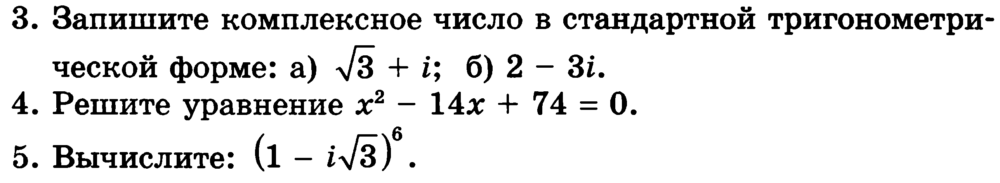 3. Запишите комплексное число в стандартной тригонометри-
ческой форме: а) √3 + i; б) 2 − 3i.
4. Решите уравнение x² − 14x + 74 = 0.
5. Вычислите: (1 − i√3)⁶.